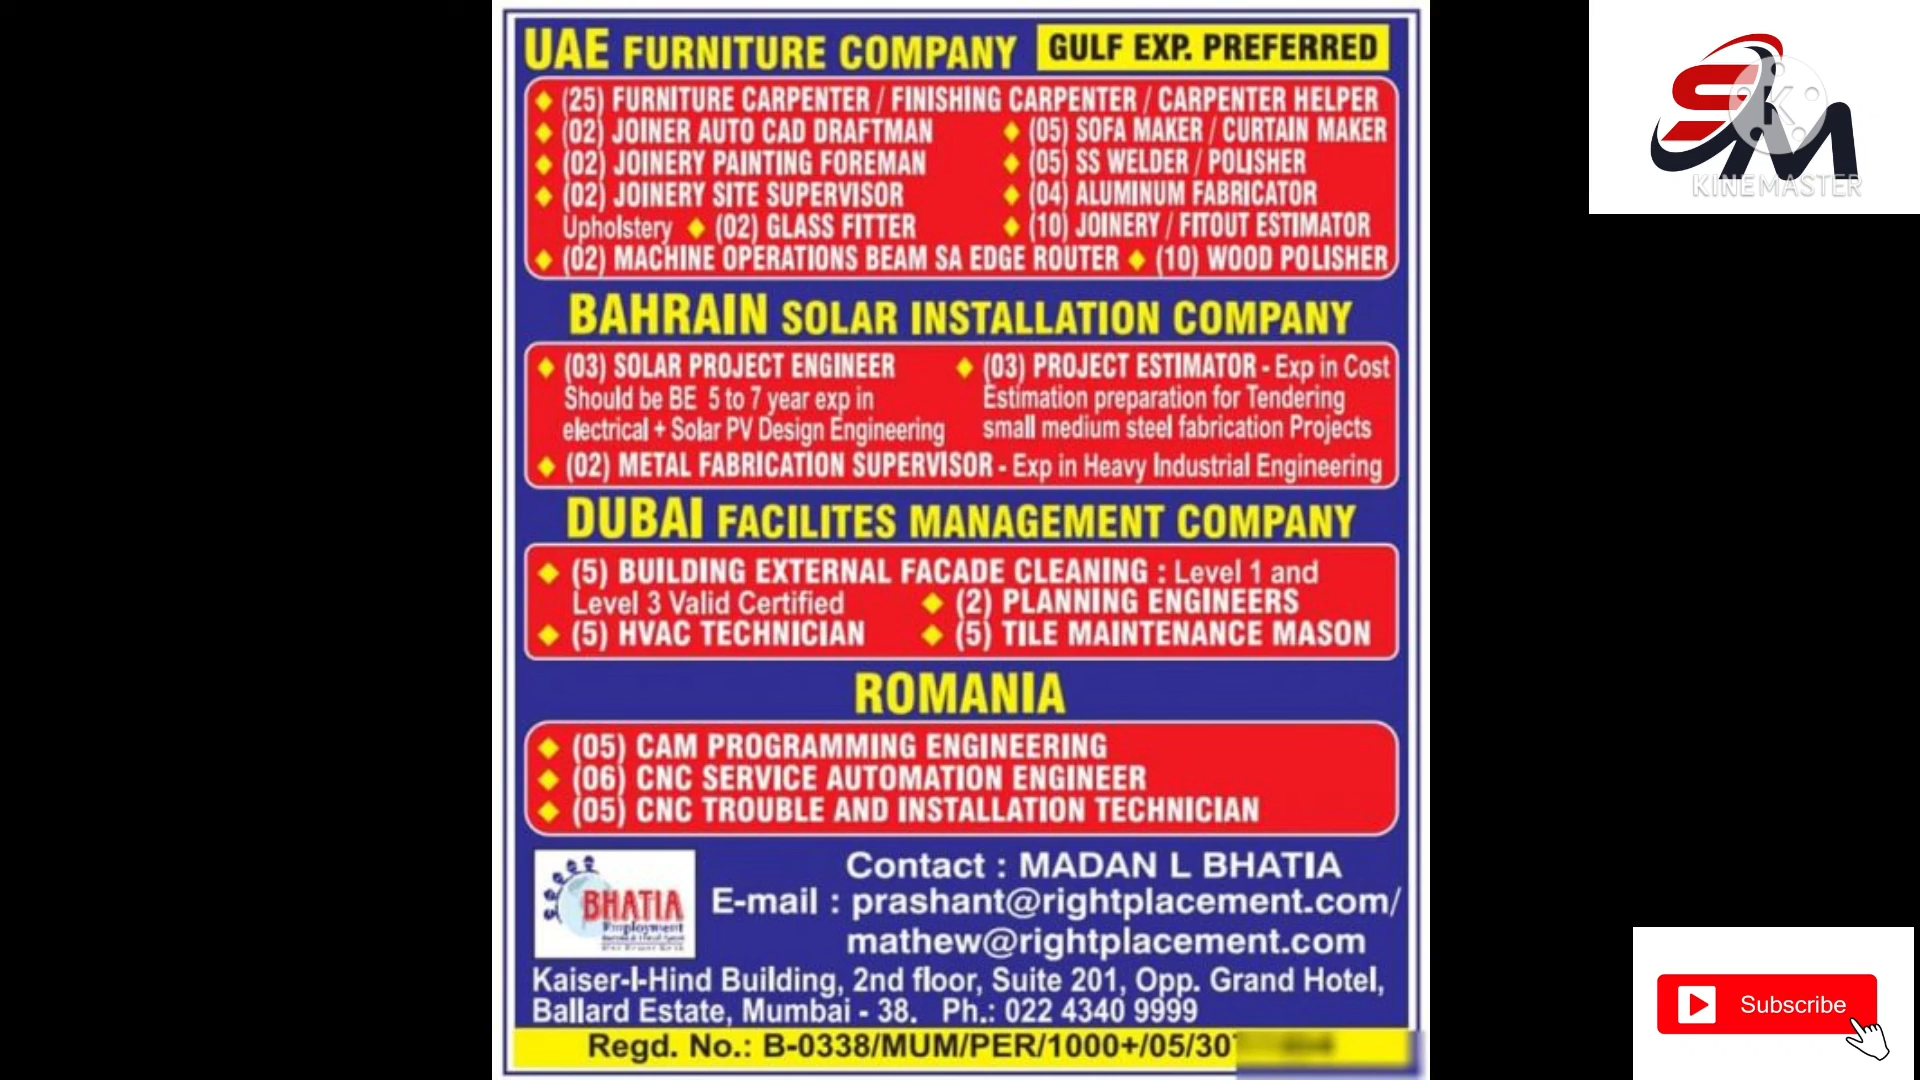 UAE FURNITURE COMPANY GULF EXP. PREFERRED
(25) FURNITURE CARPENTER / FINISHING CARPENTER / CARPENTER HELPER
(02) JOINER AUTO CAD DRAFTMAN (05) SOFA MAKER / CURTAIN MAKER
(02) JOINERY PAINTING FOREMAN (05) SS WELDER / POLISHER
(02) JOINERY SITE SUPERVISOR (04) ALUMINUM FABRICATOR
Upholstery (02) GLASS FITTER (10) JOINERY / FITOUT ESTIMATOR
(02) MACHINE OPERATIONS BEAM SA EDGE ROUTER (10) WOOD POLISHER
BAHRAIN SOLAR INSTALLATION COMPANY
(03) SOLAR PROJECT ENGINEER (03) PROJECT ESTIMATOR - Exp in Cost
Should be BE 5 to 7 year exp in Estimation preparation for Tendering
electrical + Solar PV Design Engineering small medium steel fabrication Projects
(02) METAL FABRICATION SUPERVISOR - Exp in Heavy Industrial Engineering
DUBAI FACILITES MANAGEMENT COMPANY
(5) BUILDING EXTERNAL FACADE CLEANING : Level 1 and
Level 3 Valid Certified (2) PLANNING ENGINEERS
(5) HVAC TECHNICIAN (5) TILE MAINTENANCE MASON
ROMANIA
(05) CAM PROGRAMMING ENGINEERING
(06) CNC SERVICE AUTOMATION ENGINEER
(05) CNC TROUBLE AND INSTALLATION TECHNICIAN
BHATIA
Employment
Contact : MADAN L BHATIA
E-mail : prashant@rightplacement.com/
mathew@rightplacement.com
Kaiser-I-Hind Building, 2nd floor, Suite 201, Opp. Grand Hotel,
Ballard Estate, Mumbai - 38. Ph.: 022 4340 9999
Regd. No.: B-0338/MUM/PER/1000+/05/30
SM
K
KINEMASTER
Subscribe